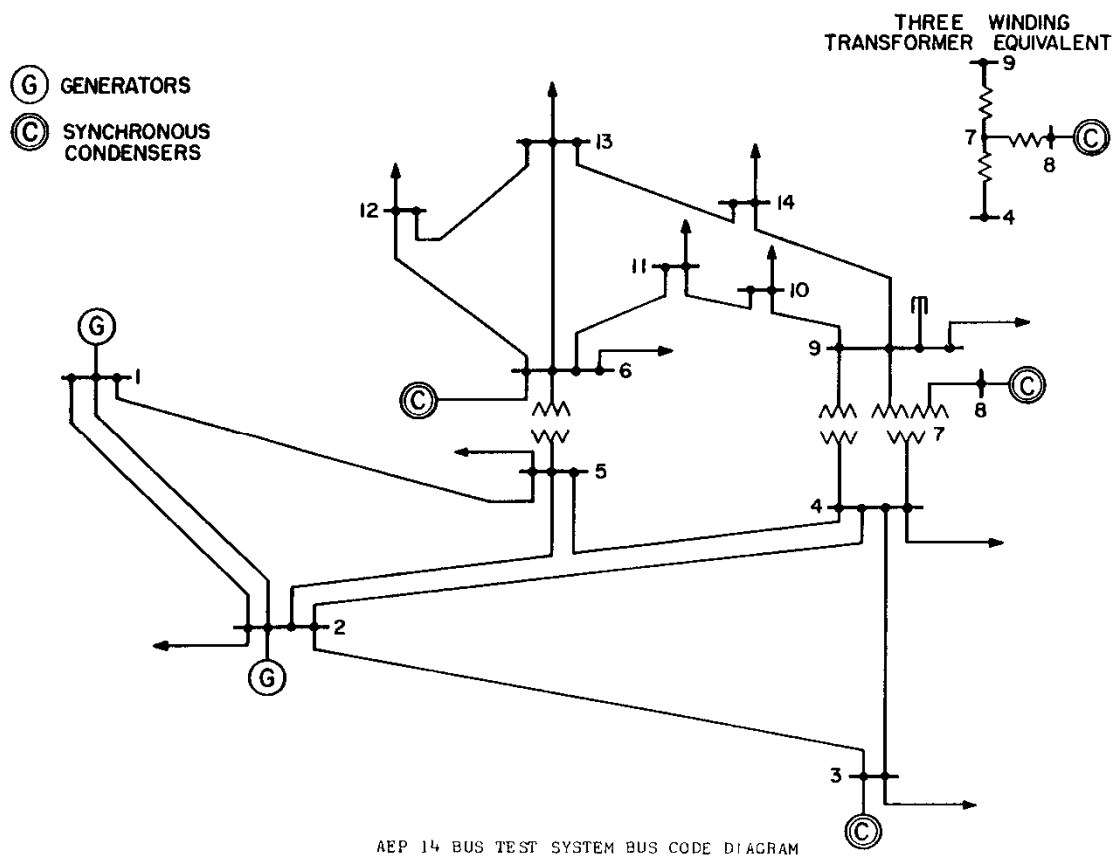 THREE WINDING
TRANSFORMER EQUIVALENT
9
7
C
8
4
G GENERATORS
C SYNCHRONOUS
CONDENSERS
13
12
14
11
10
G
1
9
6
C
8
C
7
5
4
2
G
3
C
AEP 14 BUS TEST SYSTEM BUS CODE DIAGRAM